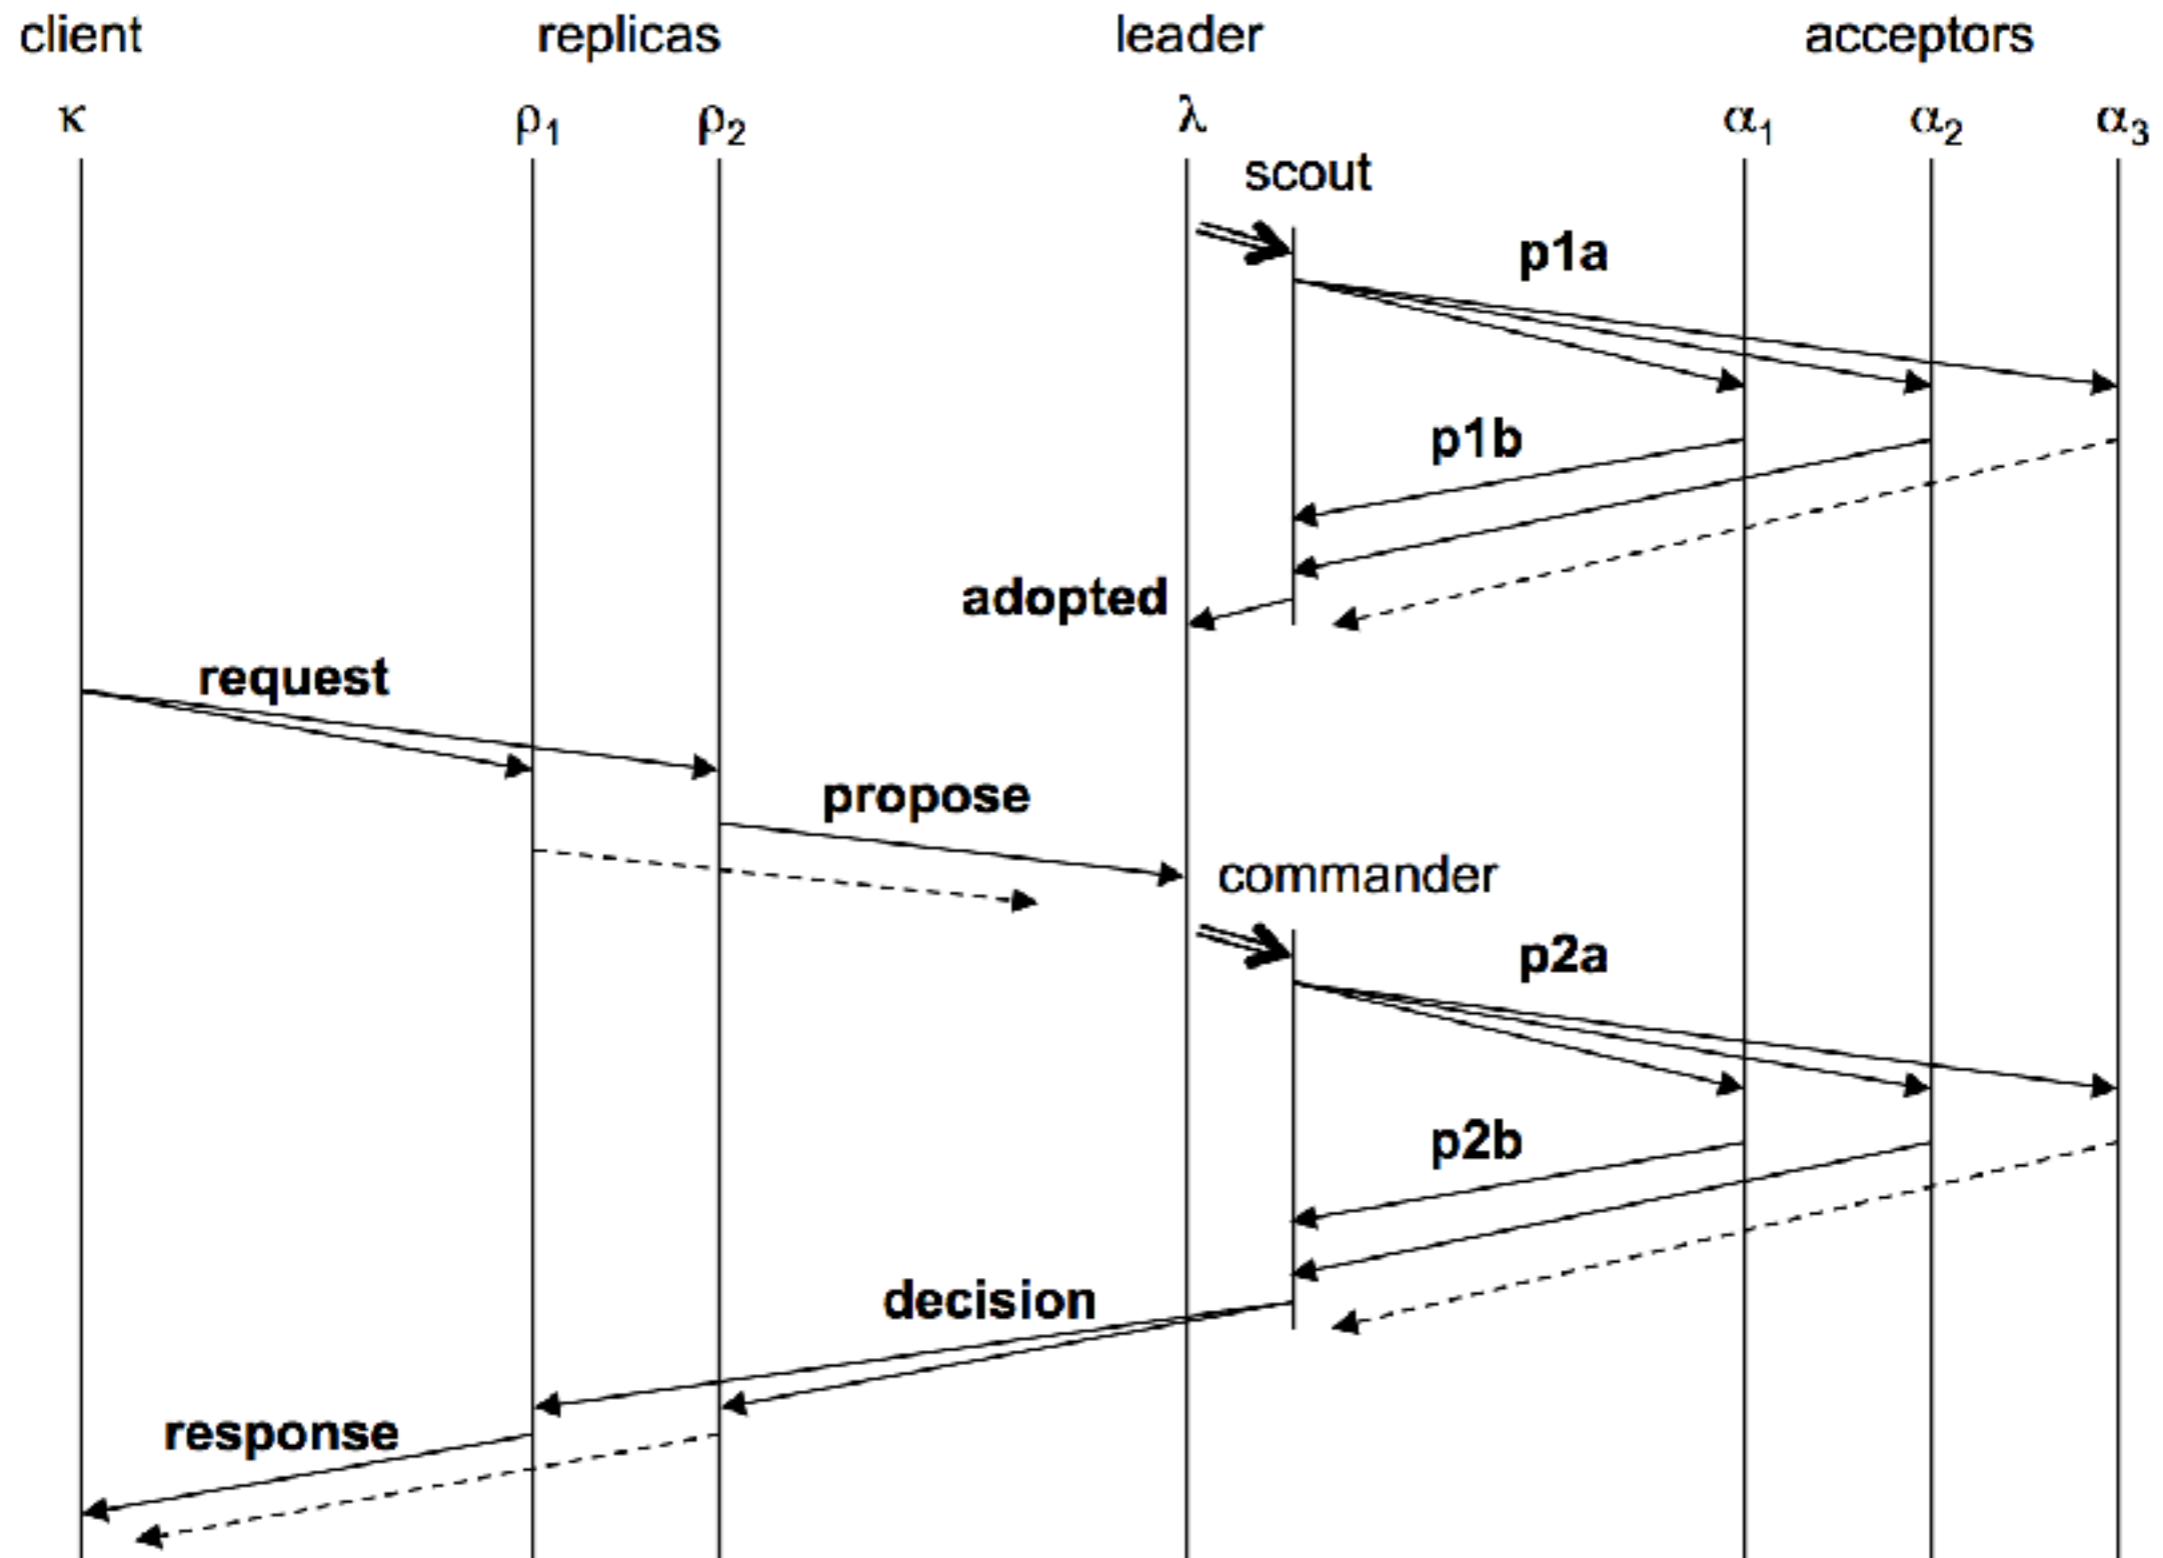 client replicas leader acceptors
κ ρ1 ρ2 λ α1 α2 α3
scout
p1a
p1b
adopted
request
propose
commander
p2a
p2b
decision
response